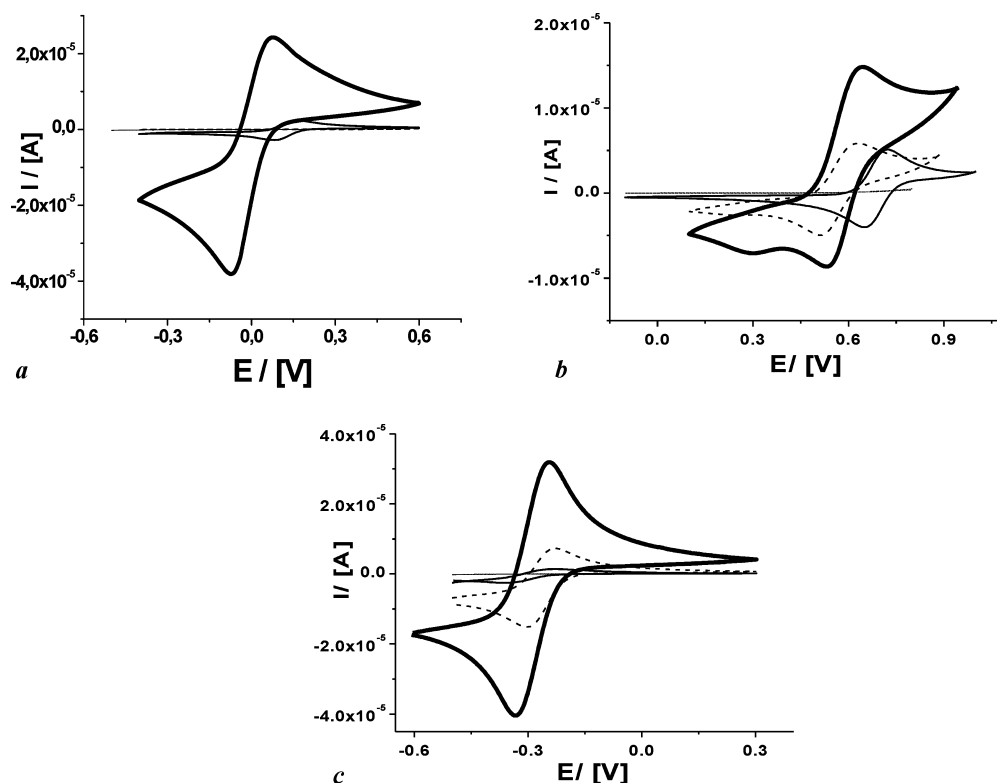 2,0x10⁻⁵
0,0
-2,0x10⁻⁵
-4,0x10⁻⁵
I / [A]
-0,6 -0,3 0,0 0,3 0,6
E / [V]
a
2.0x10⁻⁵
1.0x10⁻⁵
0.0
-1.0x10⁻⁵
I/ [A]
0.0 0.3 0.6 0.9
E/ [V]
b
4.0x10⁻⁵
2.0x10⁻⁵
0.0
-2.0x10⁻⁵
-4.0x10⁻⁵
I/ [A]
-0.6 -0.3 0.0 0.3
E/ [V]
c